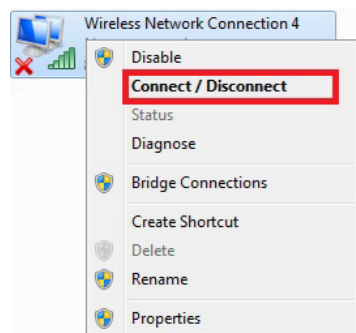 Wireless Network Connection 4
Disable
Connect / Disconnect
Status
Diagnose
Bridge Connections
Create Shortcut
Delete
Rename
Properties